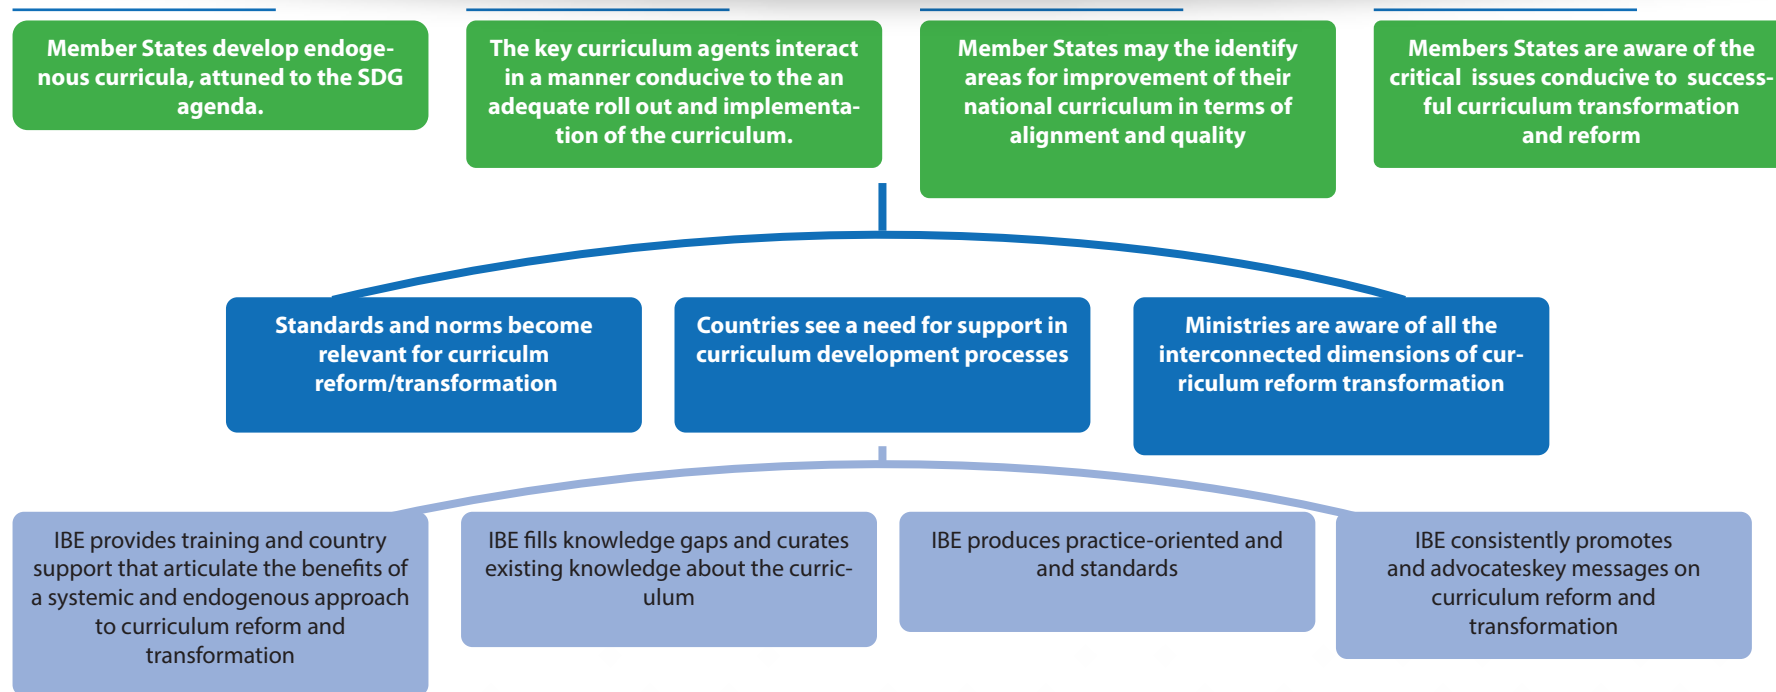 Member States develop endoge-
nous curricula, attuned to the SDG
agenda.
The key curriculum agents interact
in a manner conducive to the an
adequate roll out and implementa-
tion of the curriculum.
Member States may the identify
areas for improvement of their
national curriculum in terms of
alignment and quality
Members States are aware of the
critical issues conducive to success-
ful curriculum transformation
and reform
Standards and norms become
relevant for curriculm
reform/transformation
Countries see a need for support in
curriculum development processes
Ministries are aware of all the
interconnected dimensions of cur-
riculum reform transformation
IBE provides training and country
support that articulate the benefits of
a systemic and endogenous approach
to curriculum reform and
transformation
IBE fills knowledge gaps and curates
existing knowledge about the curric-
ulum
IBE produces practice-oriented and
and standards
IBE consistently promotes
and advocateskey messages on
curriculum reform and
transformation